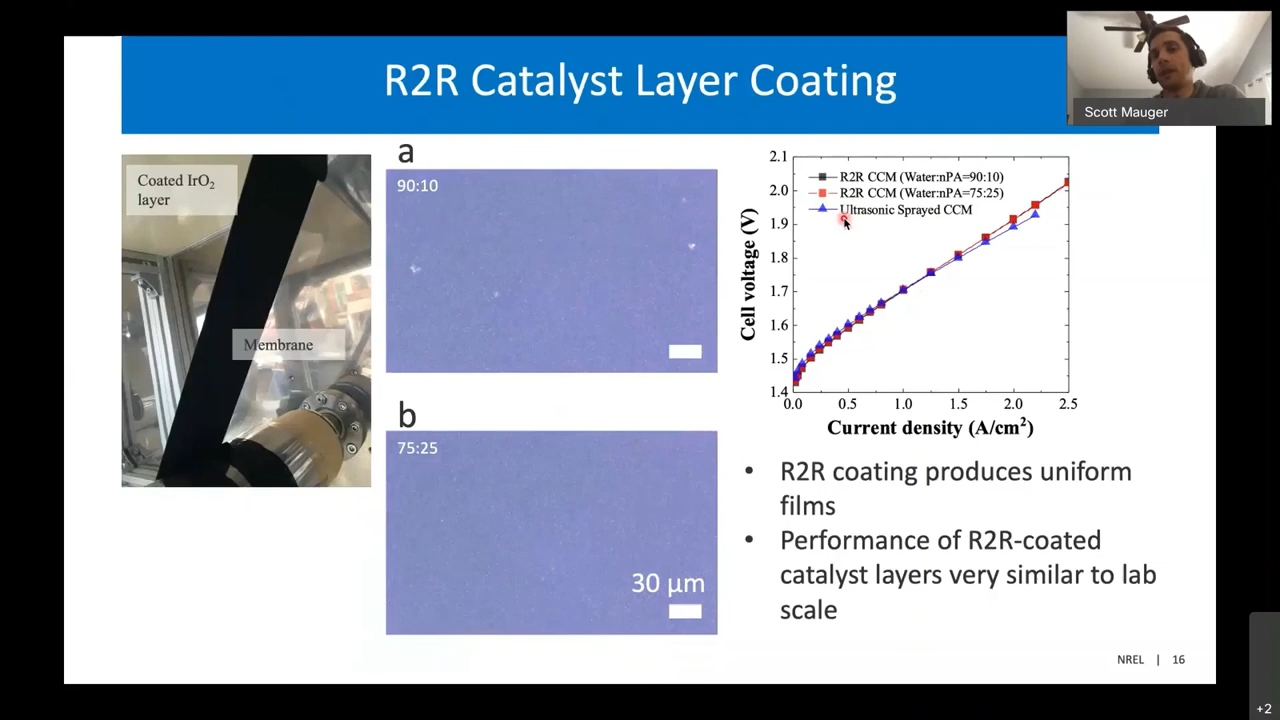 R2R Catalyst Layer Coating
Scott Mauger
Coated IrO₂
layer
Membrane
a
90:10
b
75:25
30 µm
2.1
2.0
1.9
1.8
1.7
1.6
1.5
1.4
Cell voltage (V)
R2R CCM (Water:nPA=90:10)
R2R CCM (Water:nPA=75:25)
Ultrasonic Sprayed CCM
0.0 0.5 1.0 1.5 2.0 2.5
Current density (A/cm²)
• R2R coating produces uniform
films
• Performance of R2R-coated
catalyst layers very similar to lab
scale
NREL | 16
+2